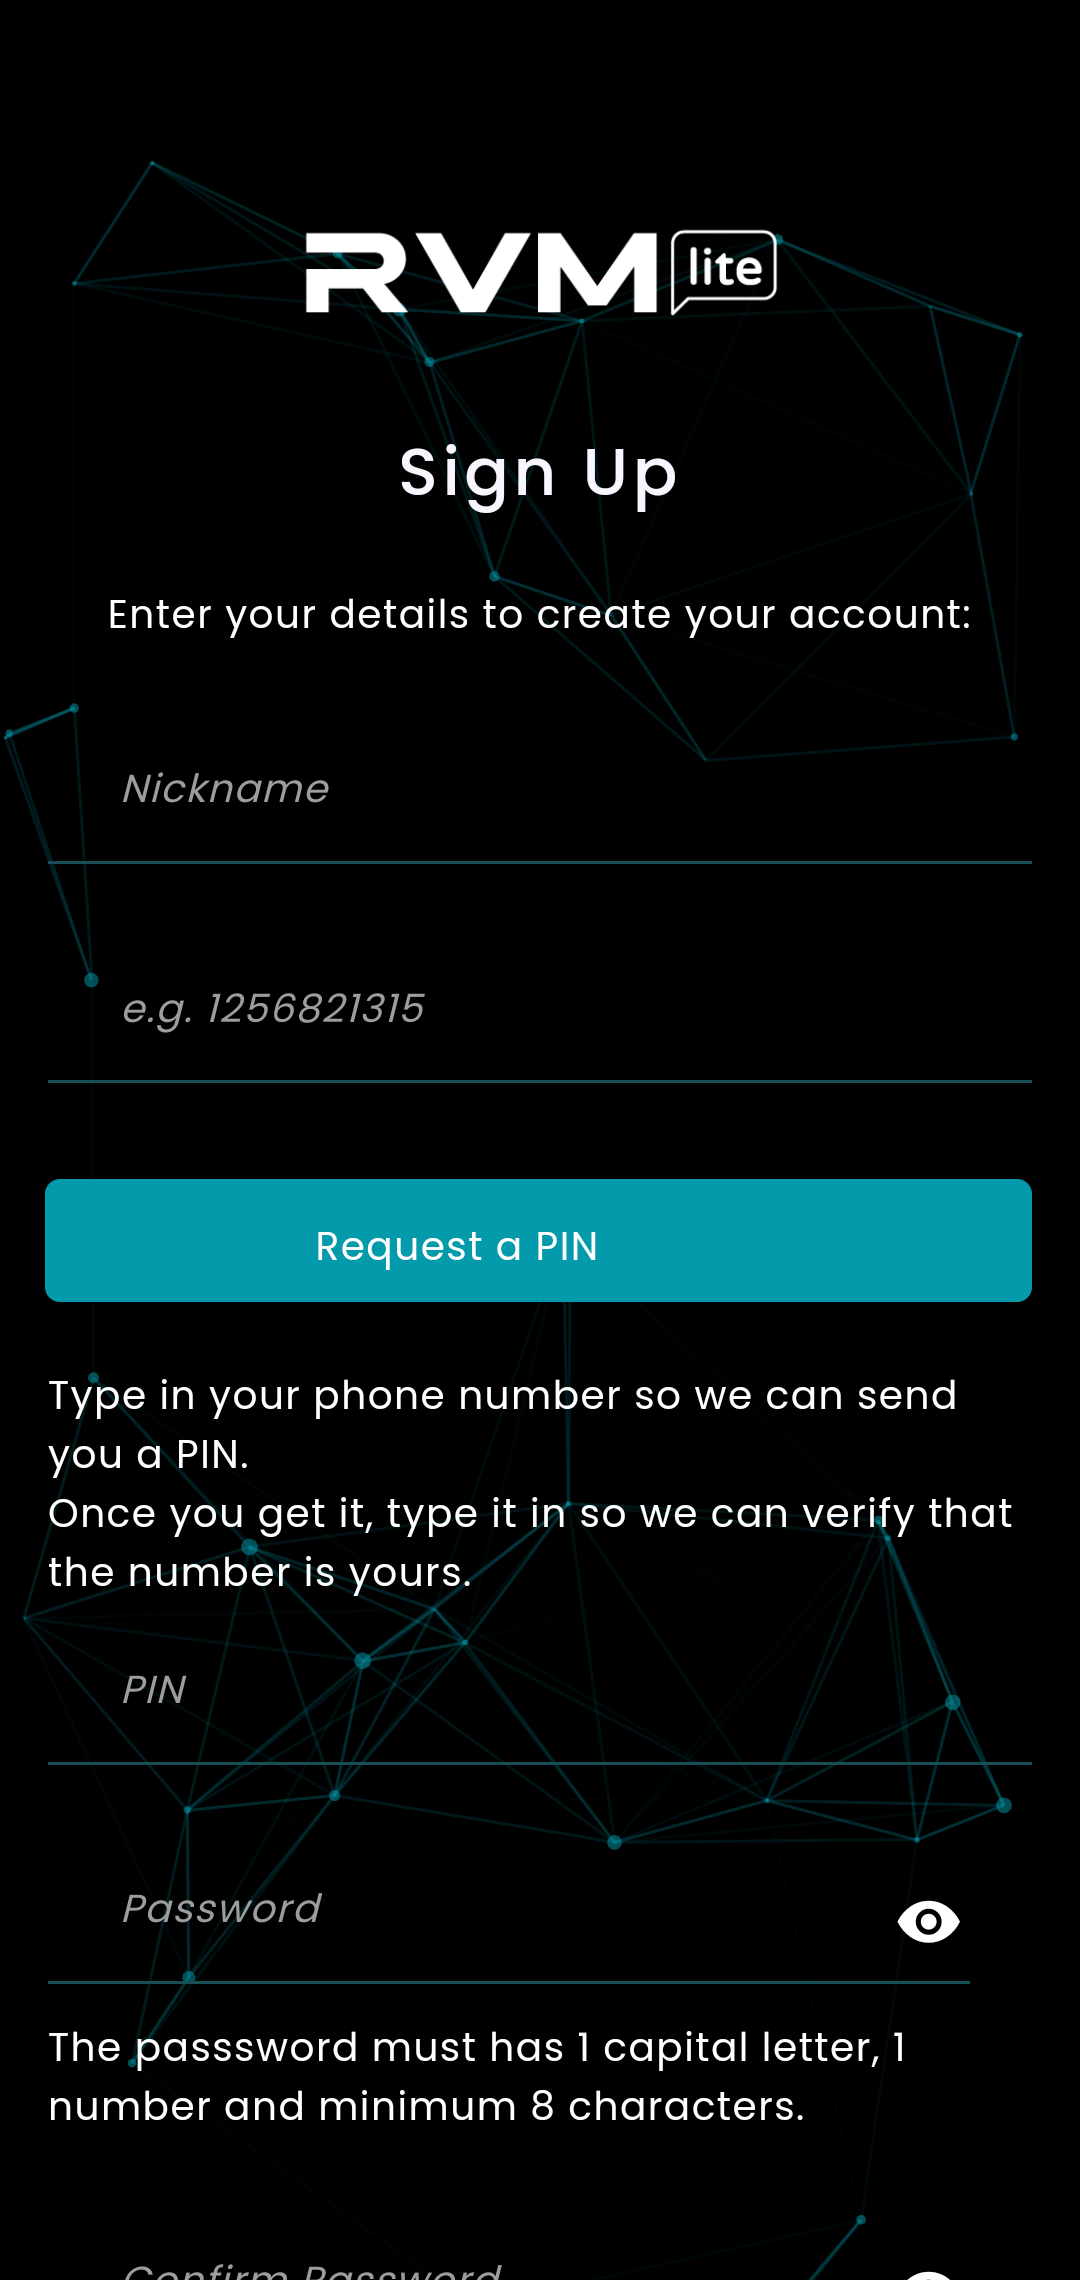 RVM lite
Sign Up
Enter your details to create your account:
Nickname
e.g. 1256821315
Request a PIN
Type in your phone number so we can send
you a PIN.
Once you get it, type it in so we can verify that
the number is yours.
PIN
Password
The passsword must has 1 capital letter, 1
number and minimum 8 characters.
Confirm Password